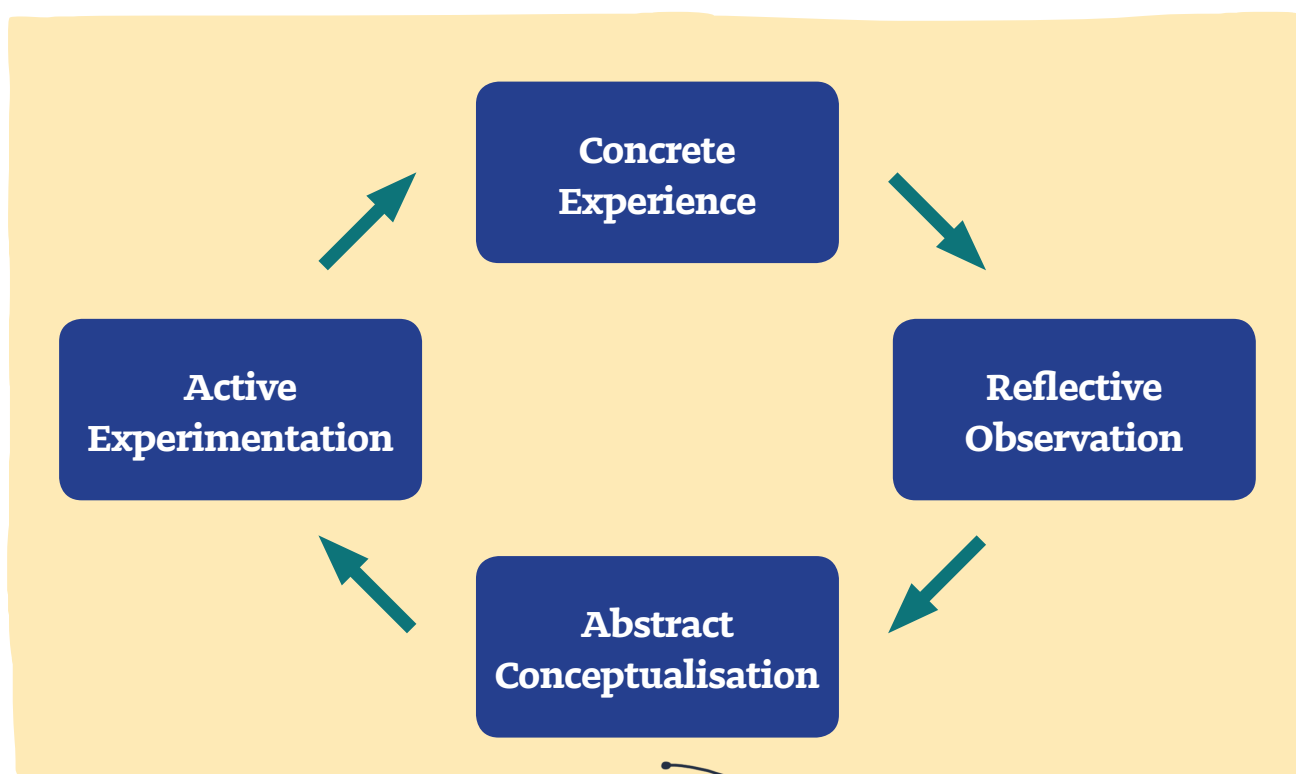 Concrete
Experience
Active
Experimentation
Reflective
Observation
Abstract
Conceptualisation